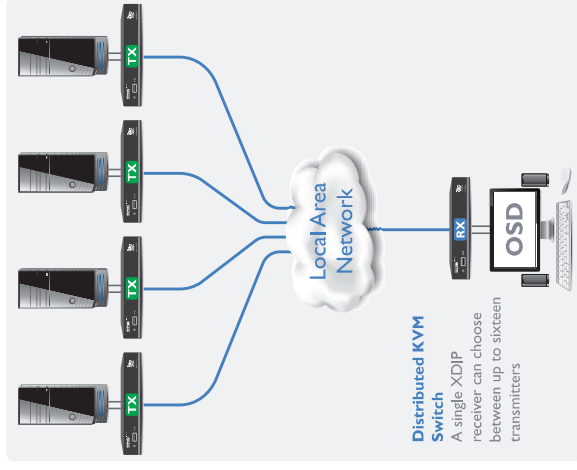 TX
TX
TX
TX
Local Area
Network
RX
OSD
Distributed KVM
Switch
A single XDIP
receiver can choose
between up to sixteen
transmitters